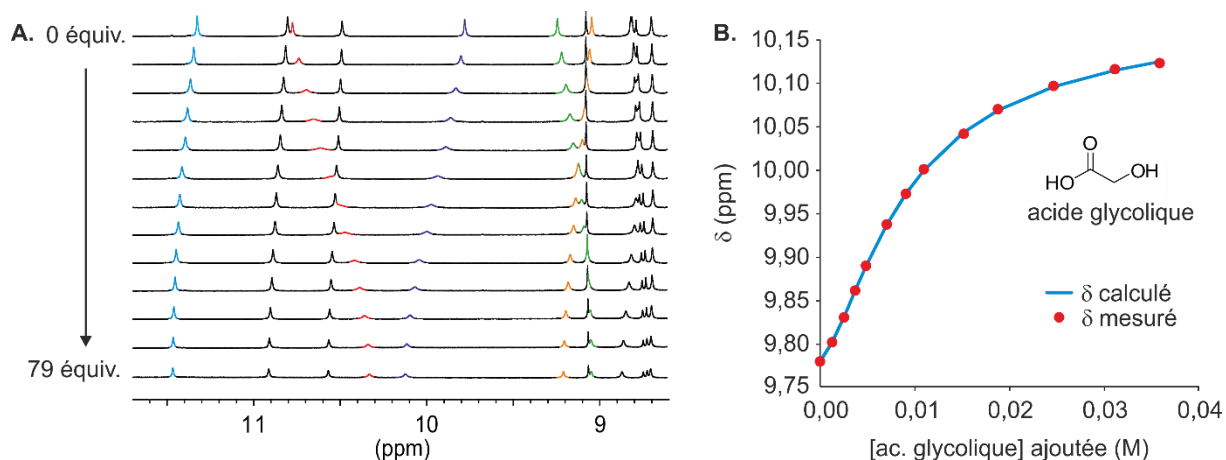 A.
0 équiv.
79 équiv.
11
10
9
(ppm)
B.
10,15
10,10
10,05
10,00
9,95
9,90
9,85
9,80
9,75
δ (ppm)
0,00
0,01
0,02
0,03
0,04
[ac. glycolique] ajoutée (M)
O
HO
OH
acide glycolique
δ calculé
δ mesuré